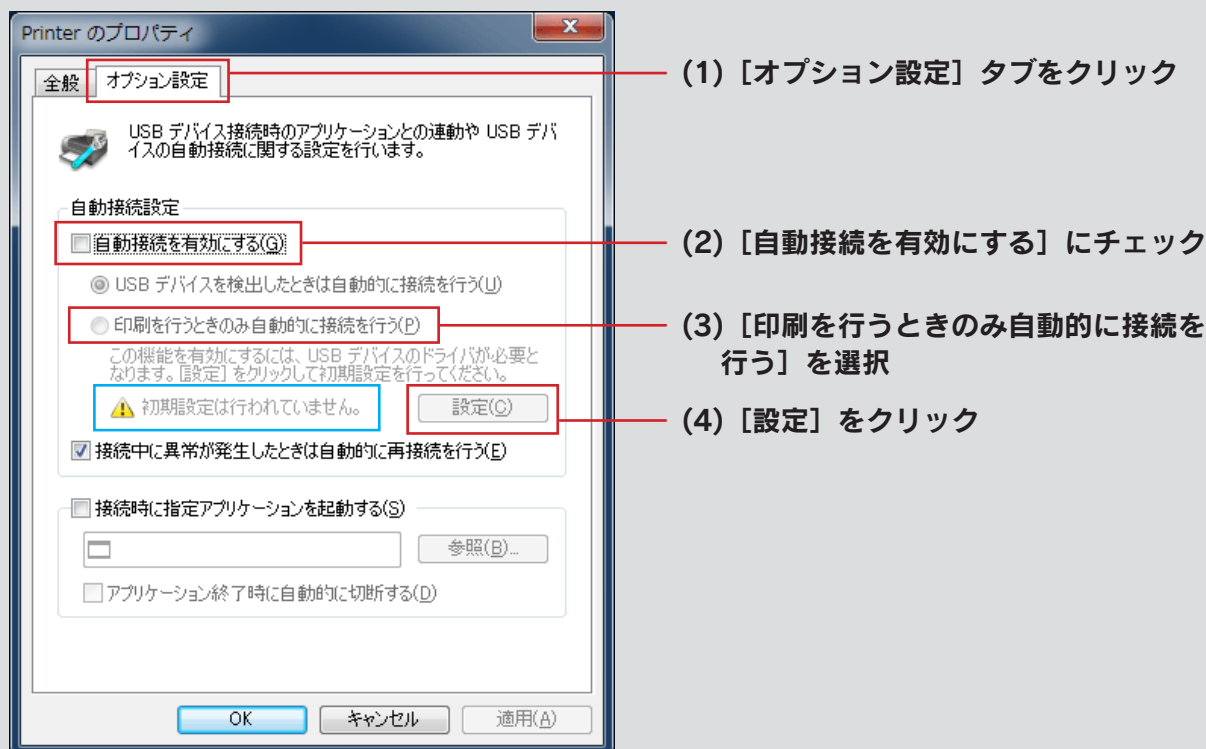 Printer のプロパティ
全般
オプション設定
(1)［オプション設定］タブをクリック
USB デバイス接続時のアプリケーションとの連動や USB デバ
イスの自動接続に関する設定を行います。
自動接続設定
自動接続を有効にする(G)
(2)［自動接続を有効にする］にチェック
USB デバイスを検出したときは自動的に接続を行う(U)
印刷を行うときのみ自動的に接続を行う(P)
(3)［印刷を行うときのみ自動的に接続を
行う］を選択
この機能を有効にするには、USB デバイスのドライバが必要と
なります。［設定］をクリックして初期設定を行ってください。
初期設定は行われていません。
設定(C)
(4)［設定］をクリック
接続中に異常が発生したときは自動的に再接続を行う(E)
接続時に指定アプリケーションを起動する(S)
参照(B)...
アプリケーション終了時に自動的に切断する(D)
OK
キャンセル
適用(A)